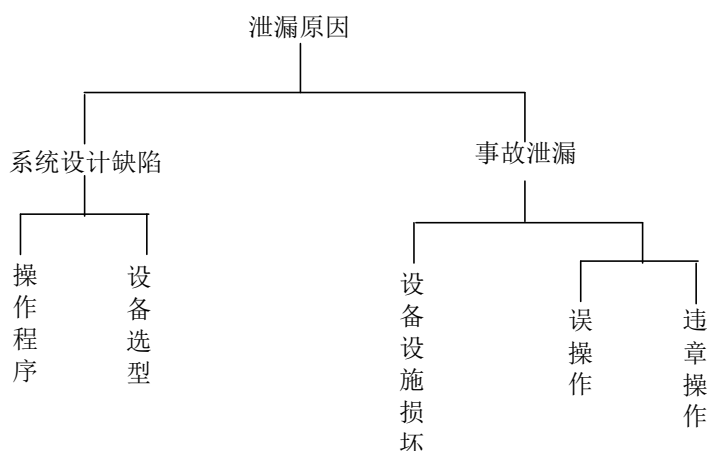 泄漏原因
系统设计缺陷
事故泄漏
操作程序
设备选型
设备设施损坏
误操作
违章操作